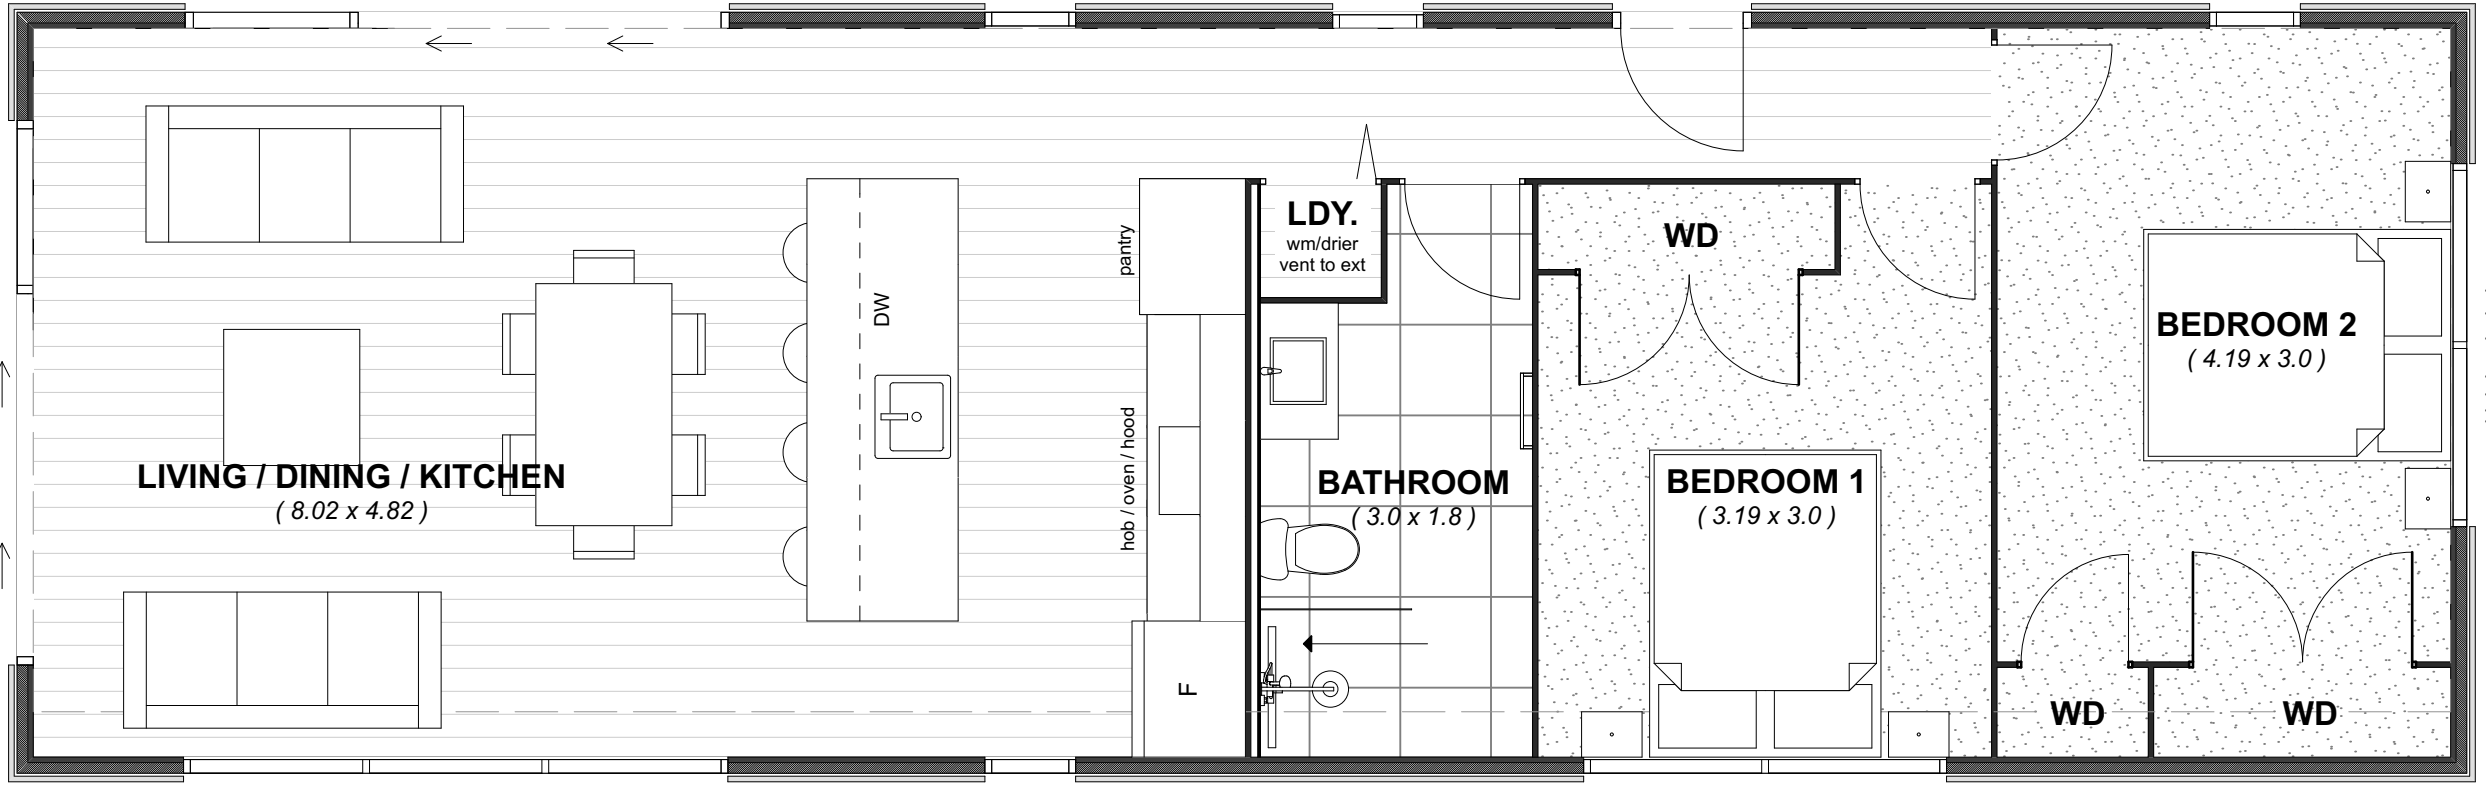 LDY.
wm/drier
vent to ext
WD
pantry
DW
BEDROOM 2
( 4.19 x 3.0 )
hob / oven / hood
LIVING / DINING / KITCHEN
( 8.02 x 4.82 )
BATHROOM
( 3.0 x 1.8 )
BEDROOM 1
( 3.19 x 3.0 )
F
WD
WD